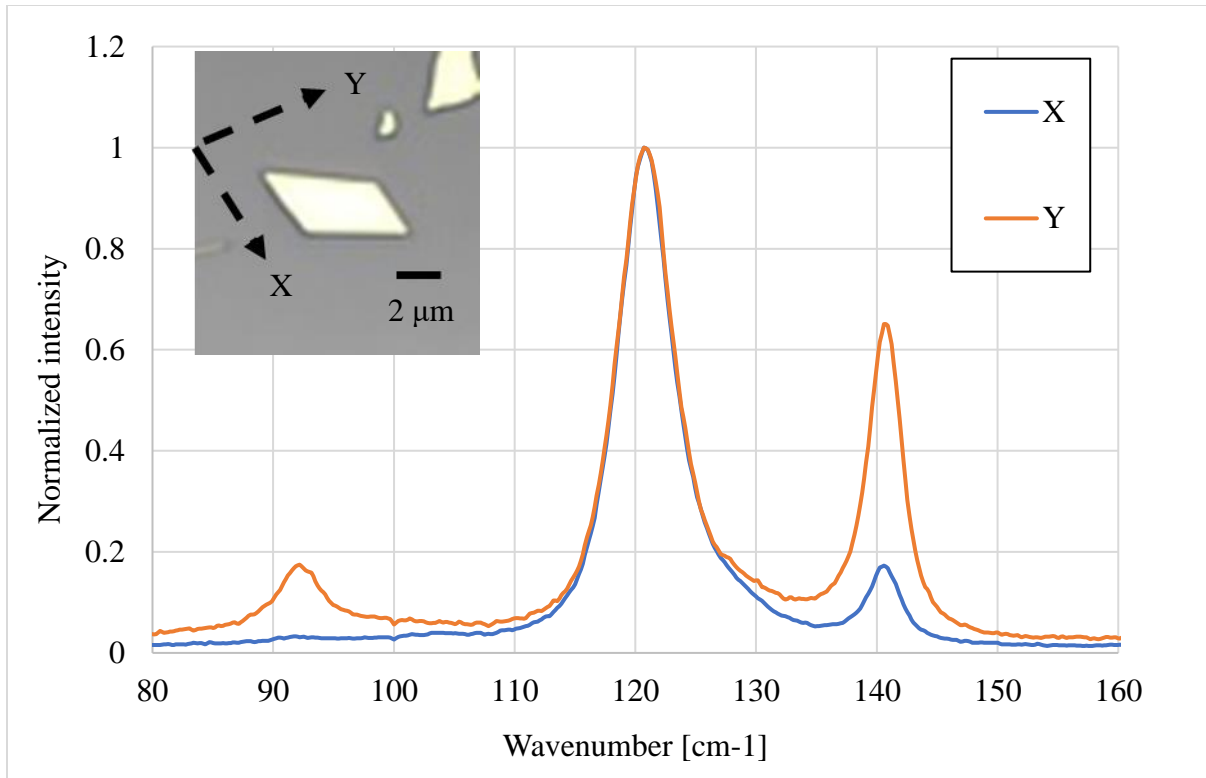 1.2
1
0.8
0.6
0.4
0.2
0
80 90 100 110 120 130 140 150 160
Normalized intensity
Wavenumber [cm-1]
Y
X
2 μm
X
Y